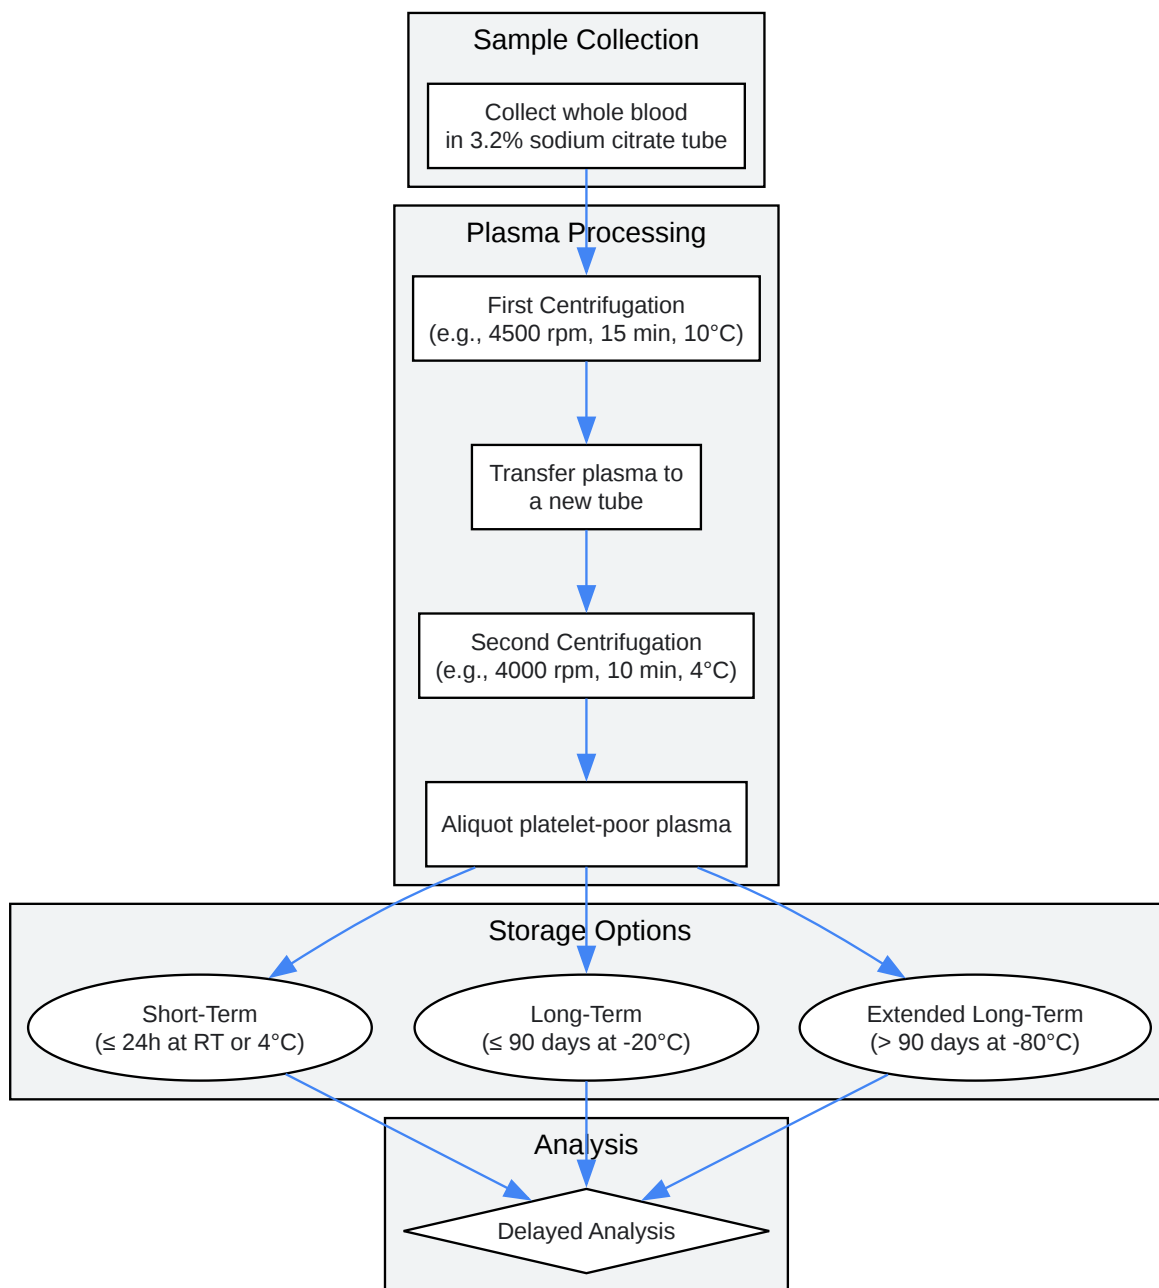 Sample Collection
Collect whole blood
in 3.2% sodium citrate tube
Plasma Processing
First Centrifugation
(e.g., 4500 rpm, 15 min, 10°C)
Transfer plasma to
a new tube
Second Centrifugation
(e.g., 4000 rpm, 10 min, 4°C)
Aliquot platelet-poor plasma
Storage Options
Short-Term
(≤ 24h at RT or 4°C)
Long-Term
(≤ 90 days at -20°C)
Extended Long-Term
(> 90 days at -80°C)
Analysis
Delayed Analysis